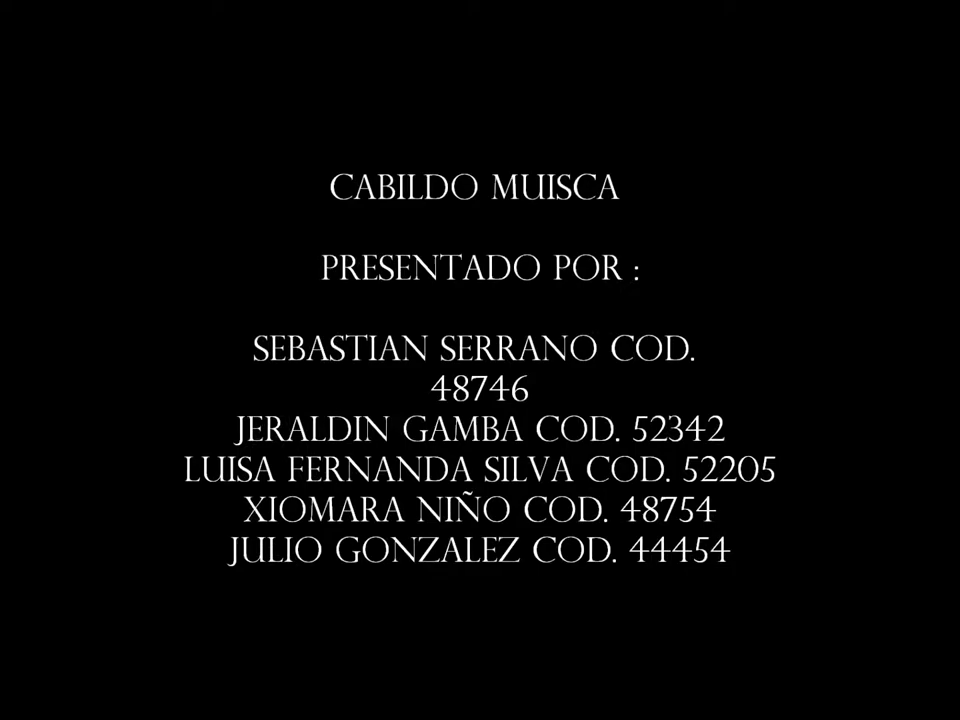 CABILDO MUISCA
PRESENTADO POR :
SEBASTIAN SERRANO COD.
48746
JERALDIN GAMBA COD. 52342
LUISA FERNANDA SILVA COD. 52205
XIOMARA NIÑO COD. 48754
JULIO GONZALEZ COD. 44454